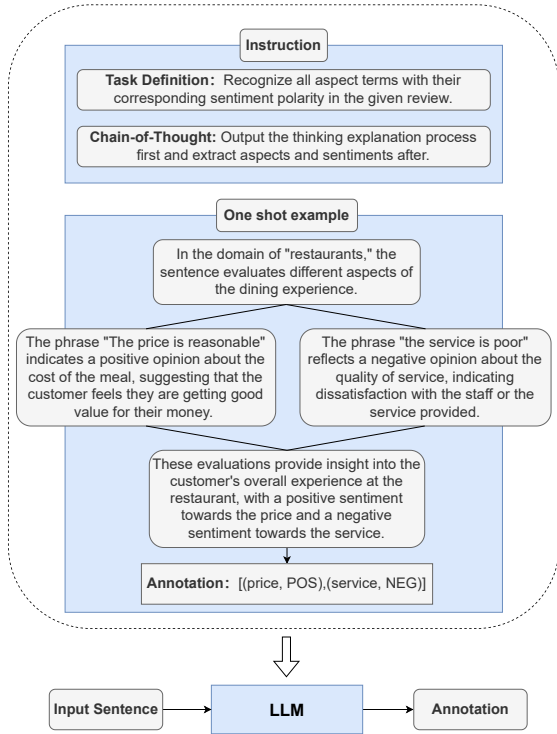 Instruction
Task Definition: Recognize all aspect terms with their
corresponding sentiment polarity in the given review.
Chain-of-Thought: Output the thinking explanation process
first and extract aspects and sentiments after.
One shot example
In the domain of "restaurants," the
sentence evaluates different aspects of
the dining experience.
The phrase "The price is reasonable"
indicates a positive opinion about the
cost of the meal, suggesting that the
customer feels they are getting good
value for their money.
The phrase "the service is poor"
reflects a negative opinion about the
quality of service, indicating
dissatisfaction with the staff or the
service provided.
These evaluations provide insight into the
customer's overall experience at the
restaurant, with a positive sentiment
towards the price and a negative
sentiment towards the service.
Annotation: [(price, POS),(service, NEG)]
Input Sentence
LLM
Annotation